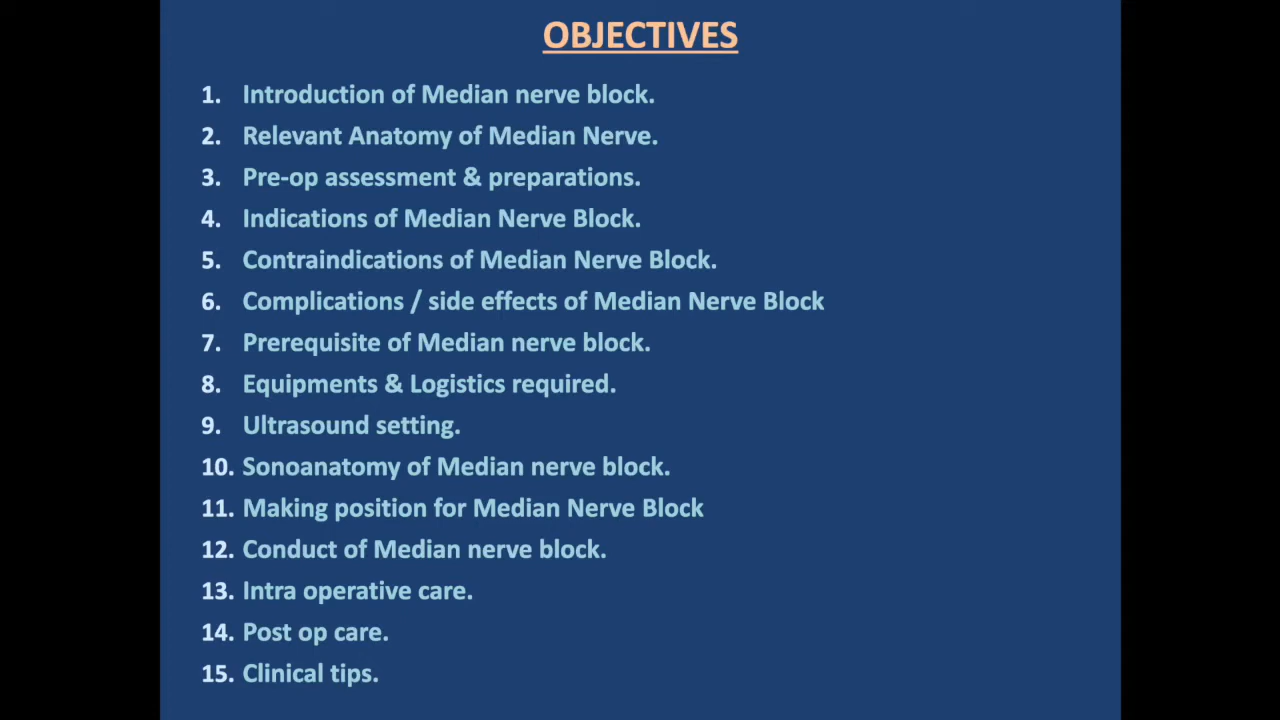 OBJECTIVES
1. Introduction of Median nerve block.
2. Relevant Anatomy of Median Nerve.
3. Pre-op assessment & preparations.
4. Indications of Median Nerve Block.
5. Contraindications of Median Nerve Block.
6. Complications / side effects of Median Nerve Block
7. Prerequisite of Median nerve block.
8. Equipments & Logistics required.
9. Ultrasound setting.
10. Sonoanatomy of Median nerve block.
11. Making position for Median Nerve Block
12. Conduct of Median nerve block.
13. Intra operative care.
14. Post op care.
15. Clinical tips.